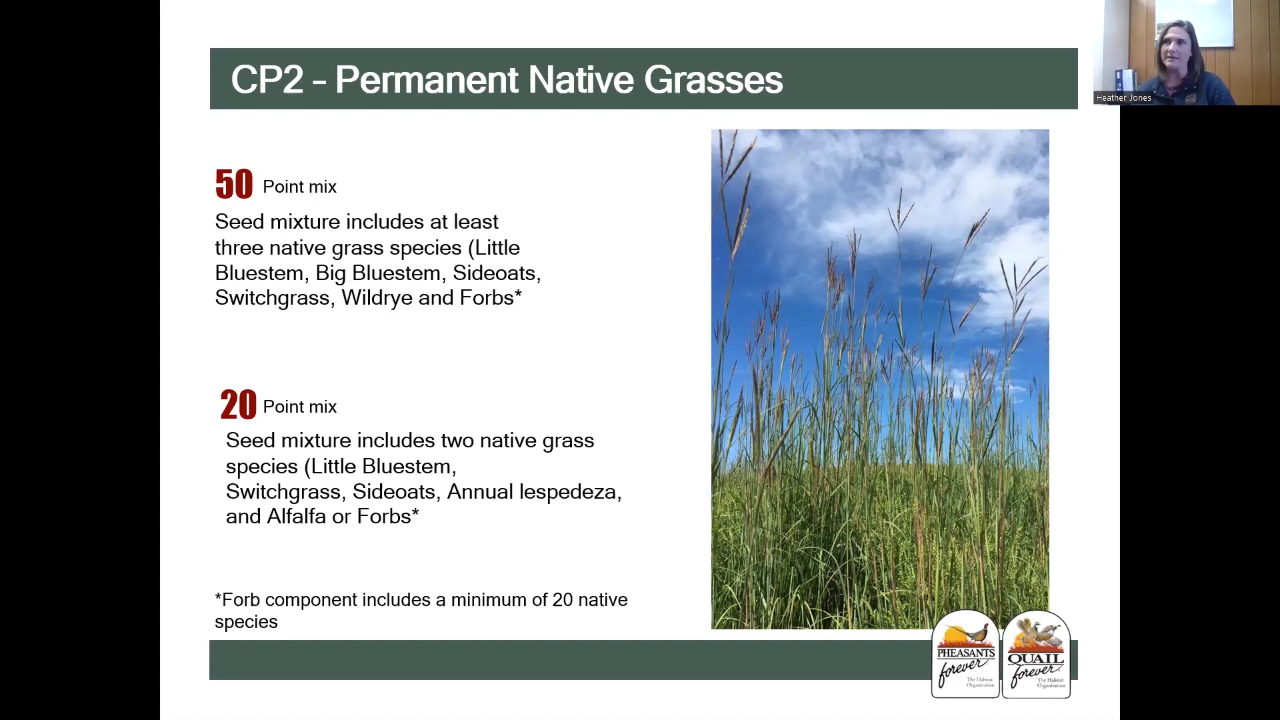 CP2 – Permanent Native Grasses
Heather Jones
50 Point mix
Seed mixture includes at least
three native grass species (Little
Bluestem, Big Bluestem, Sideoats,
Switchgrass, Wildrye and Forbs*
20 Point mix
Seed mixture includes two native grass
species (Little Bluestem,
Switchgrass, Sideoats, Annual lespedeza,
and Alfalfa or Forbs*
*Forb component includes a minimum of 20 native
species
PHEASANTS
forever
The Habitat
Organization
QUAIL
forever
The Habitat
Organization